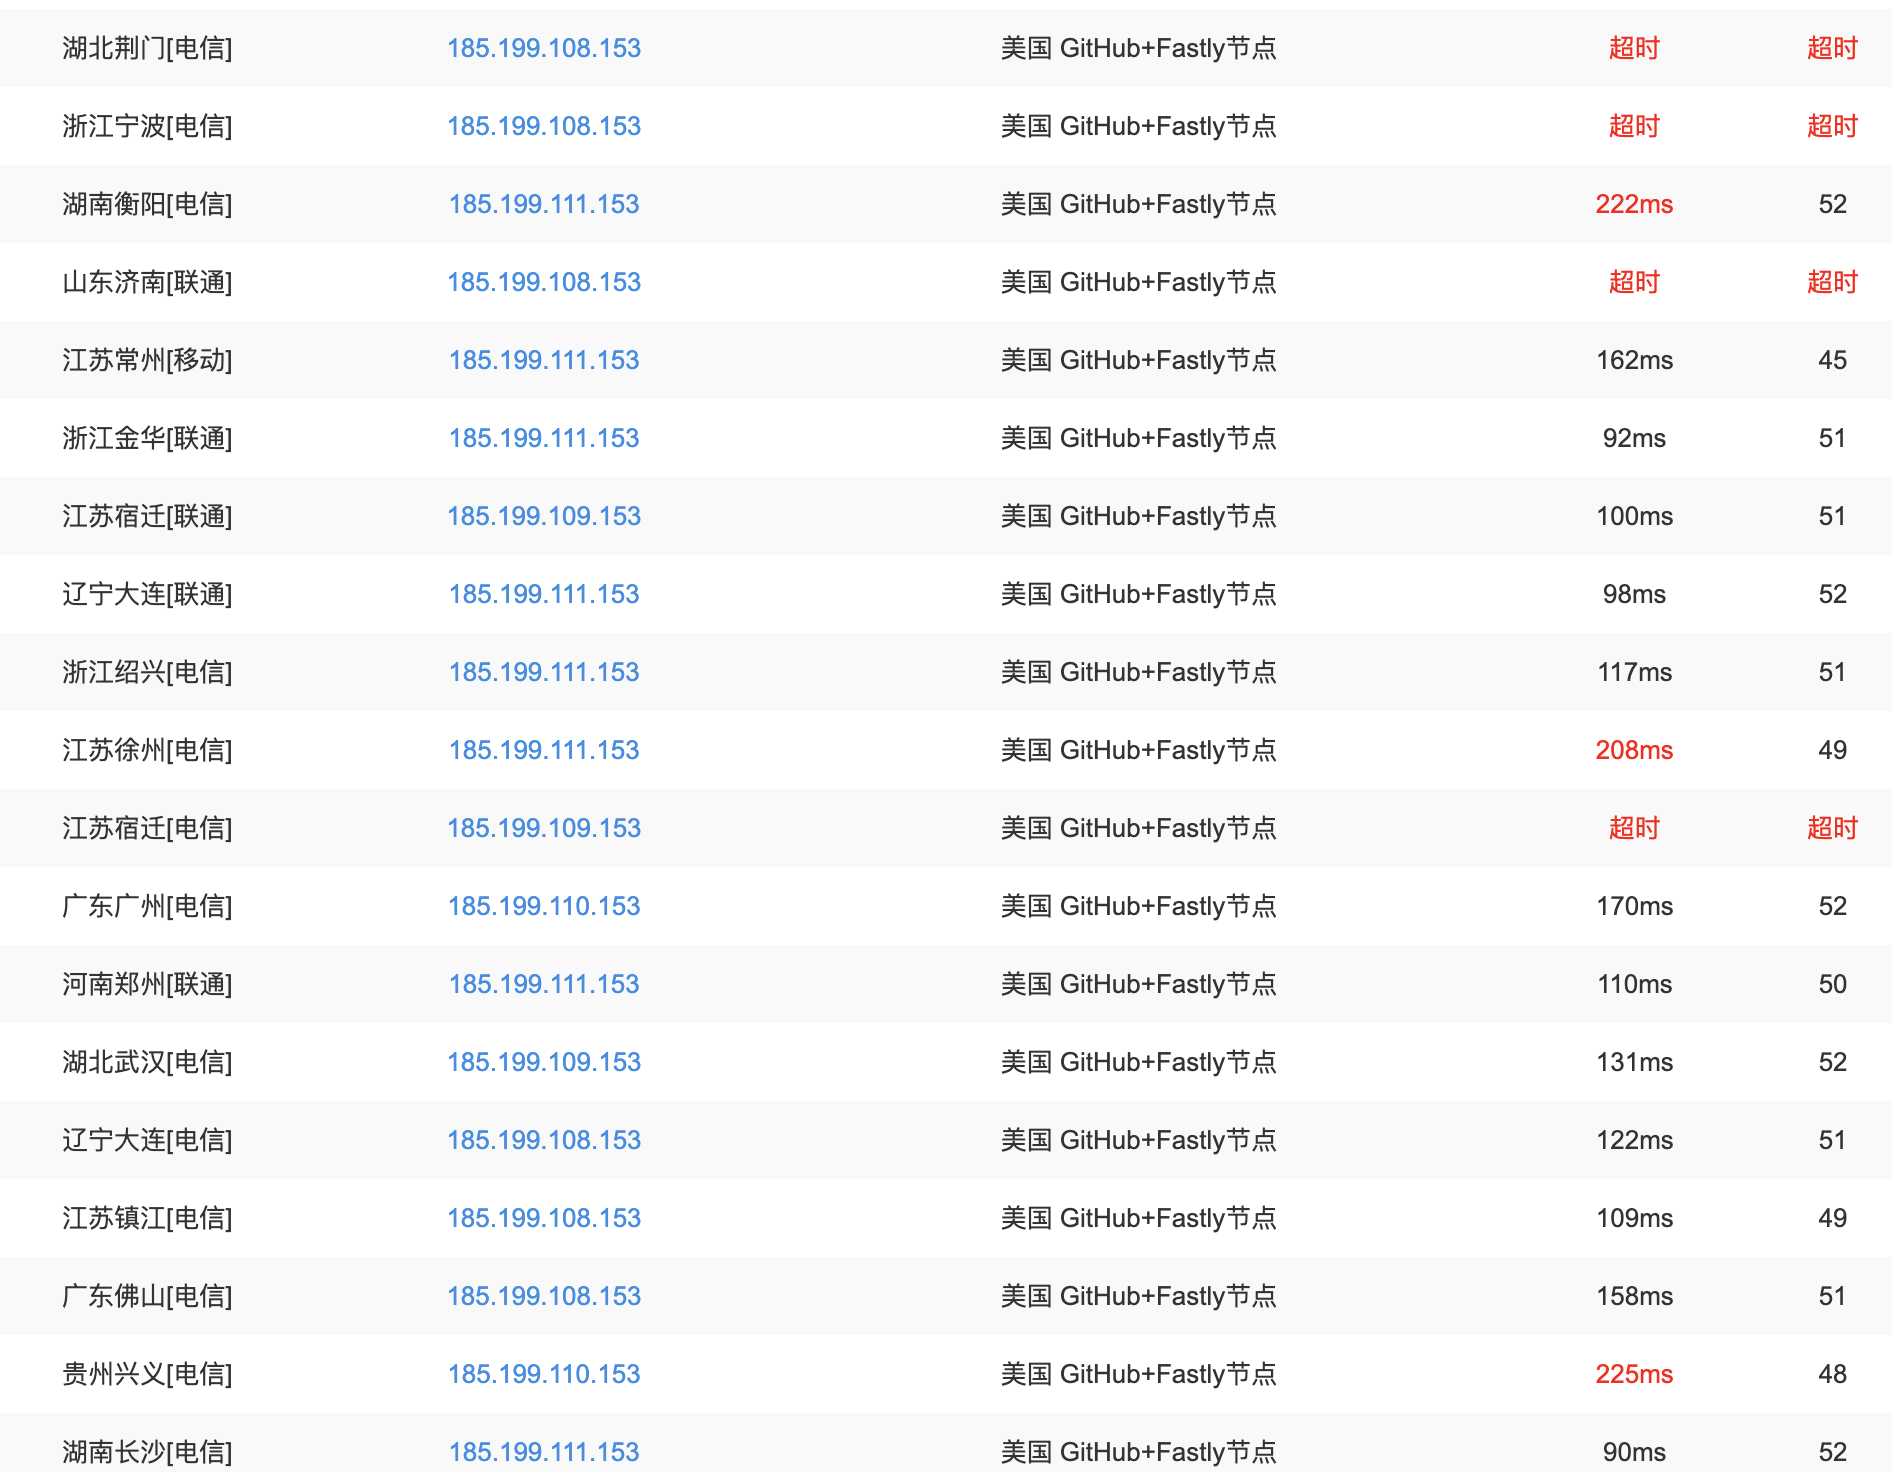 湖北荆门[电信] 185.199.108.153 美国 GitHub+Fastly节点 超时 超时
浙江宁波[电信] 185.199.108.153 美国 GitHub+Fastly节点 超时 超时
湖南衡阳[电信] 185.199.111.153 美国 GitHub+Fastly节点 222ms 52
山东济南[联通] 185.199.108.153 美国 GitHub+Fastly节点 超时 超时
江苏常州[移动] 185.199.111.153 美国 GitHub+Fastly节点 162ms 45
浙江金华[联通] 185.199.111.153 美国 GitHub+Fastly节点 92ms 51
江苏宿迁[联通] 185.199.109.153 美国 GitHub+Fastly节点 100ms 51
辽宁大连[联通] 185.199.111.153 美国 GitHub+Fastly节点 98ms 52
浙江绍兴[电信] 185.199.111.153 美国 GitHub+Fastly节点 117ms 51
江苏徐州[电信] 185.199.111.153 美国 GitHub+Fastly节点 208ms 49
江苏宿迁[电信] 185.199.109.153 美国 GitHub+Fastly节点 超时 超时
广东广州[电信] 185.199.110.153 美国 GitHub+Fastly节点 170ms 52
河南郑州[联通] 185.199.111.153 美国 GitHub+Fastly节点 110ms 50
湖北武汉[电信] 185.199.109.153 美国 GitHub+Fastly节点 131ms 52
辽宁大连[电信] 185.199.108.153 美国 GitHub+Fastly节点 122ms 51
江苏镇江[电信] 185.199.108.153 美国 GitHub+Fastly节点 109ms 49
广东佛山[电信] 185.199.108.153 美国 GitHub+Fastly节点 158ms 51
贵州兴义[电信] 185.199.110.153 美国 GitHub+Fastly节点 225ms 48
湖南长沙[电信] 185.199.111.153 美国 GitHub+Fastly节点 90ms 52